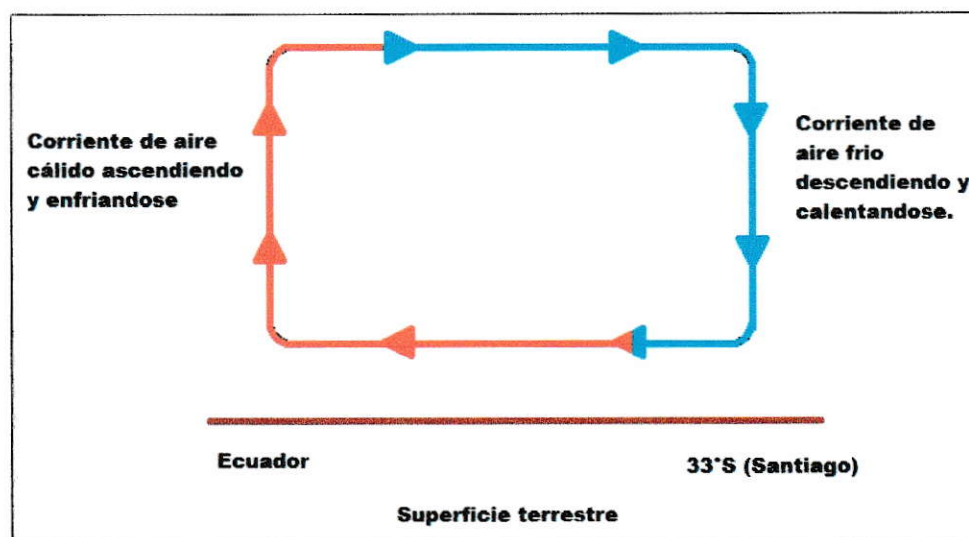 Corriente de aire
cálido ascendiendo
y enfriandose
Corriente de
aire frio
descendiendo y
calentandose.
Ecuador
33°S (Santiago)
Superficie terrestre